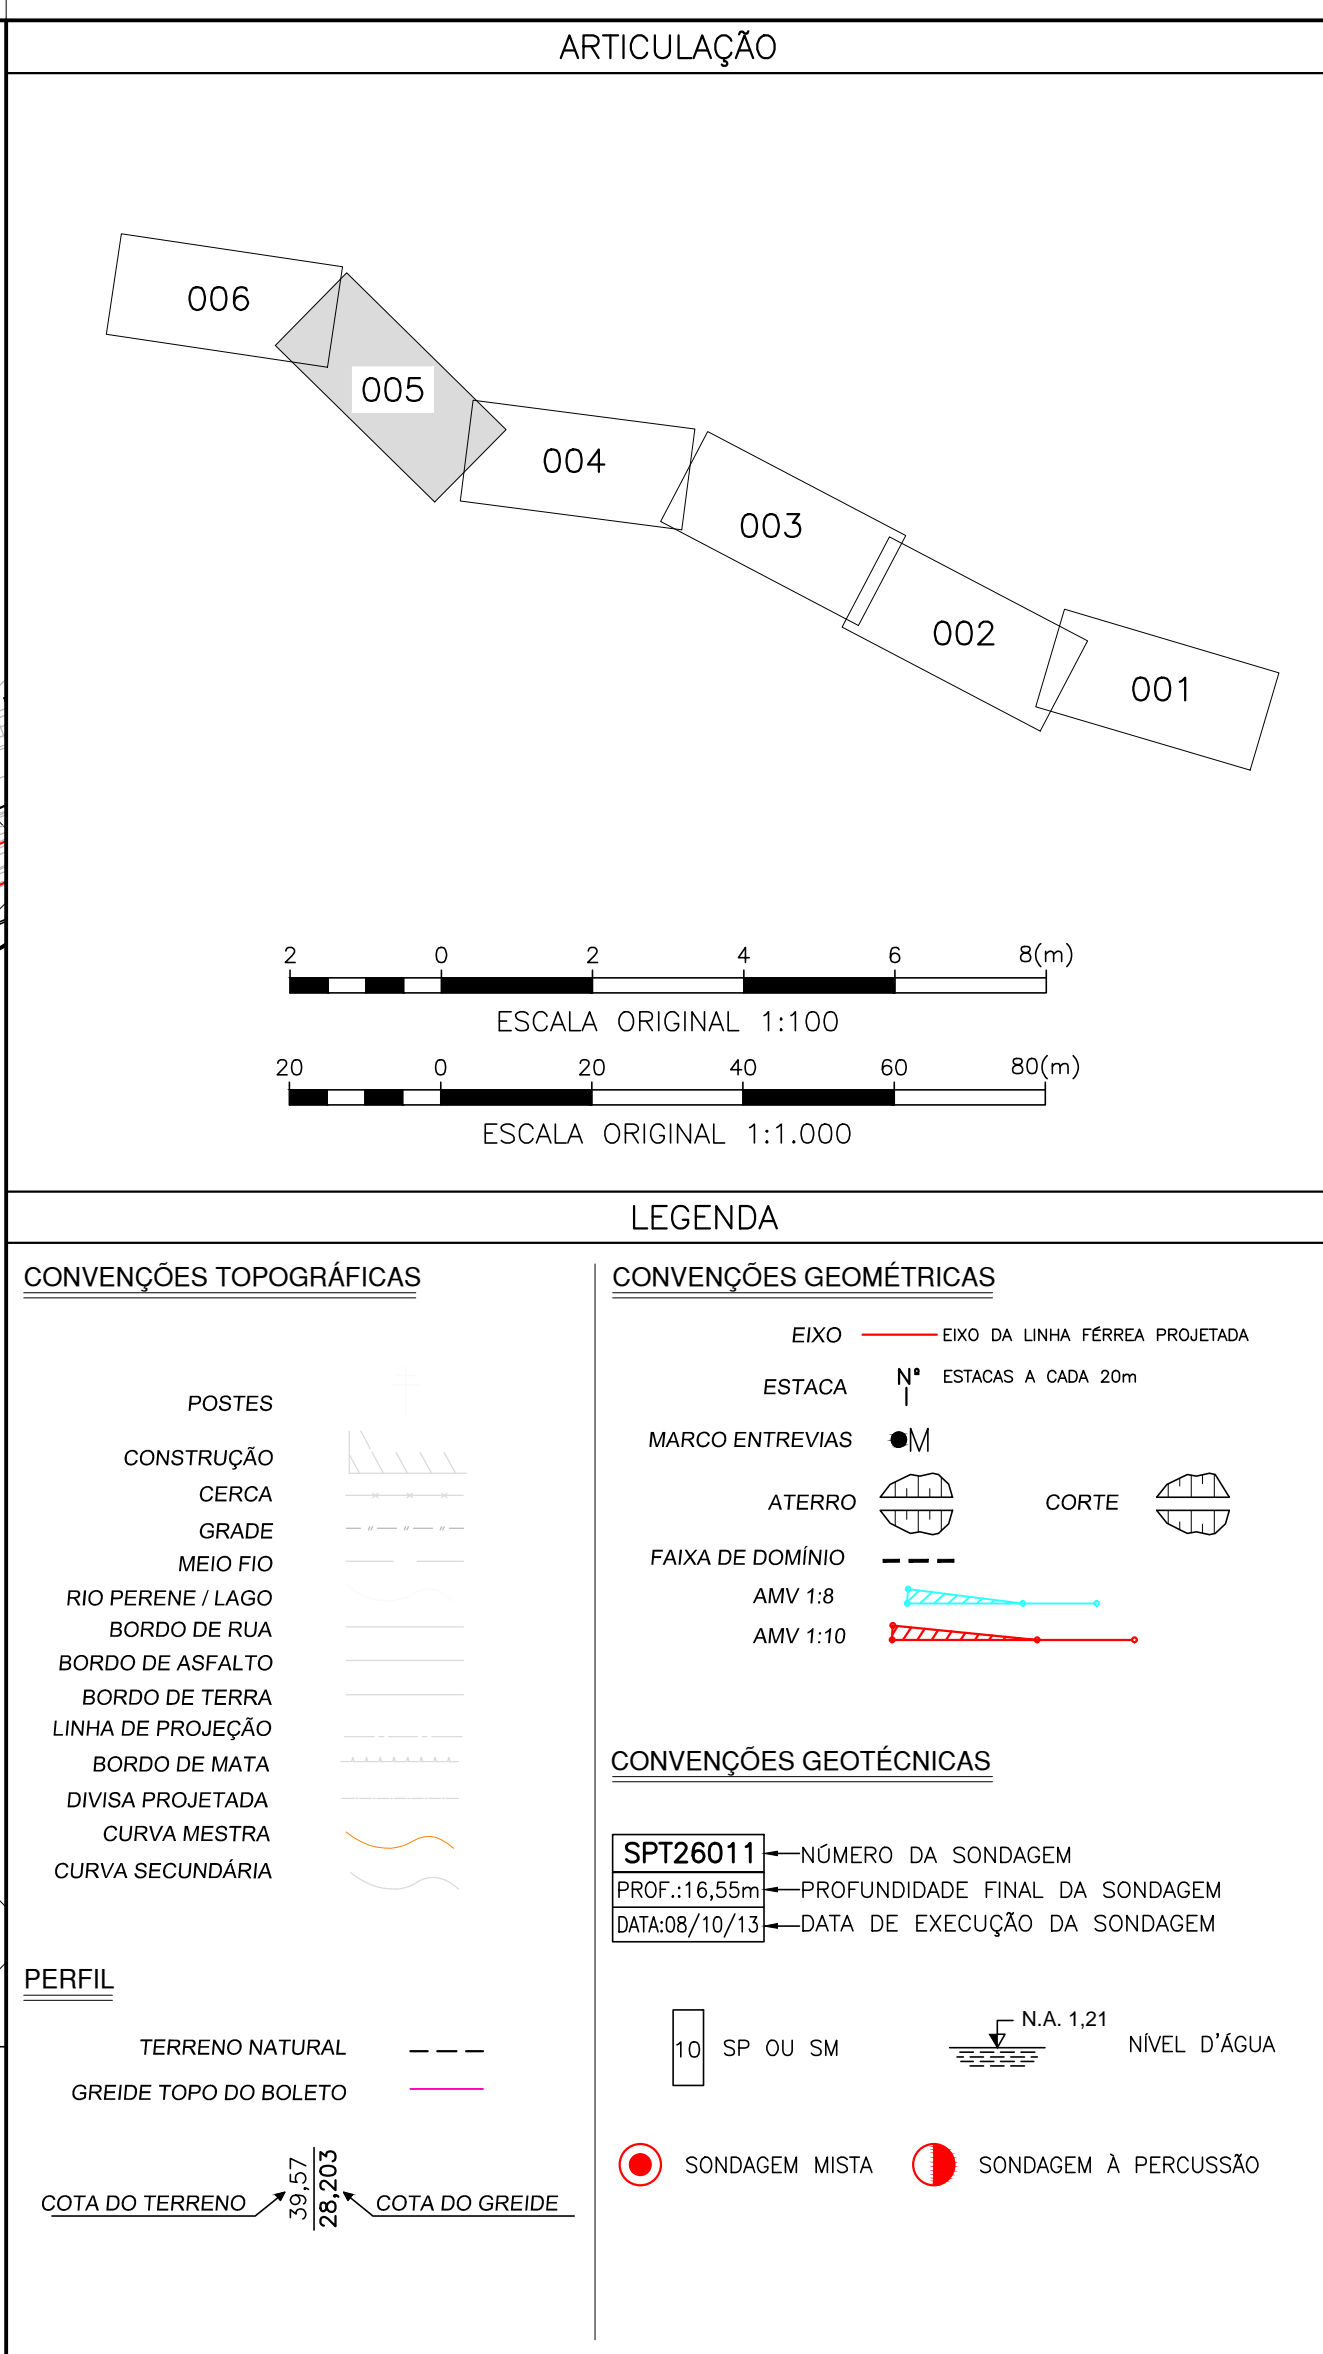 ARTICULAÇÃO
006
005
004
003
002
001
2 0 2 4 6 8(m)
ESCALA ORIGINAL 1:100
20 0 20 40 60 80(m)
ESCALA ORIGINAL 1:1.000
LEGENDA
CONVENÇÕES TOPOGRÁFICAS
POSTES
CONSTRUÇÃO
CERCA
GRADE
MEIO FIO
RIO PERENE / LAGO
BORDO DE RUA
BORDO DE ASFALTO
BORDO DE TERRA
LINHA DE PROJEÇÃO
BORDO DE MATA
DIVISA PROJETADA
CURVA MESTRA
CURVA SECUNDÁRIA
PERFIL
TERRENO NATURAL
GREIDE TOPO DO BOLETO
COTA DO TERRENO
39,57
28,203
COTA DO GREIDE
CONVENÇÕES GEOMÉTRICAS
EIXO EIXO DA LINHA FÉRREA PROJETADA
ESTACA Nº ESTACAS A CADA 20m
MARCO ENTREVIAS M
ATERRO CORTE
FAIXA DE DOMÍNIO
AMV 1:8
AMV 1:10
CONVENÇÕES GEOTÉCNICAS
SPT26011 NÚMERO DA SONDAGEM
PROF.:16,55m PROFUNDIDADE FINAL DA SONDAGEM
DATA:08/10/13 DATA DE EXECUÇÃO DA SONDAGEM
10 SP OU SM
N.A. 1,21
NÍVEL D'ÁGUA
SONDAGEM MISTA SONDAGEM À PERCUSSÃO